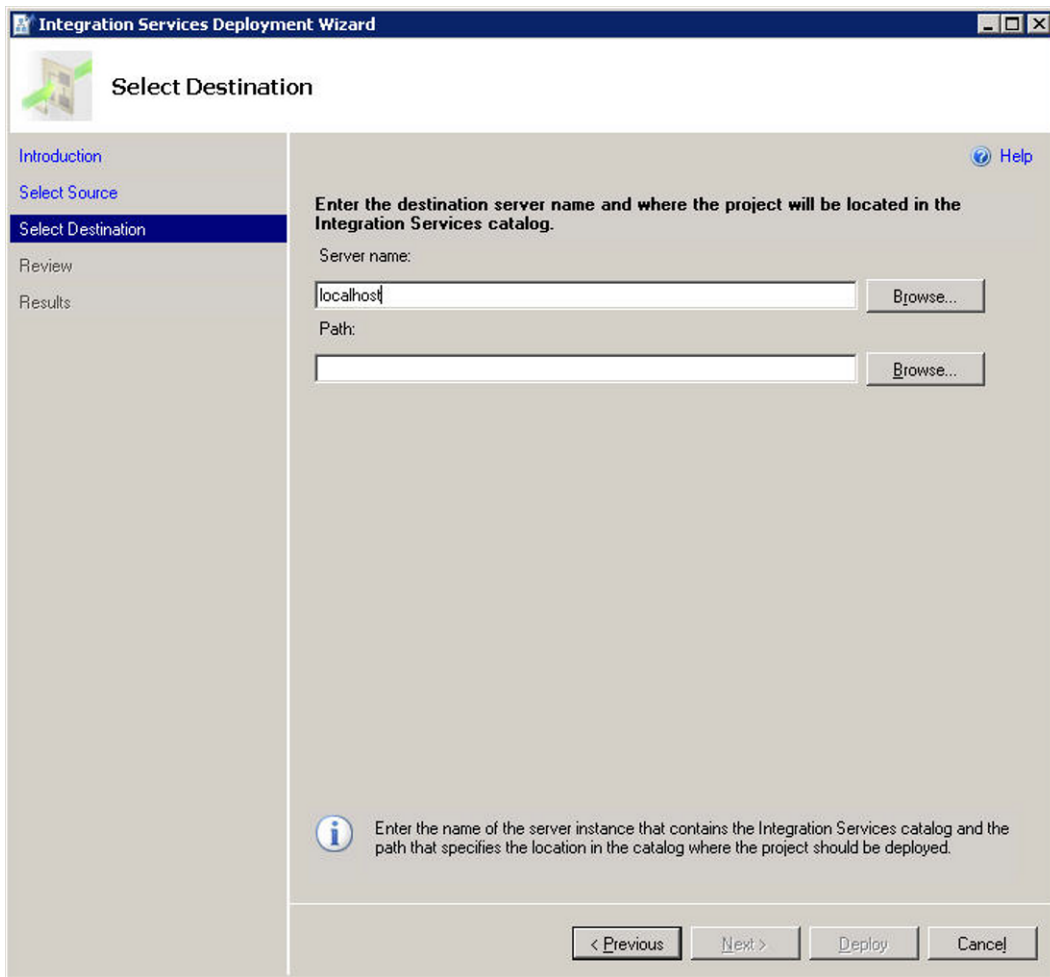 Integration Services Deployment Wizard
Select Destination
Introduction
Select Source
Select Destination
Review
Results
Help
Enter the destination server name and where the project will be located in the
Integration Services catalog.
Server name:
localhost
Browse...
Path:
Browse...
Enter the name of the server instance that contains the Integration Services catalog and the
path that specifies the location in the catalog where the project should be deployed.
< Previous
Next >
Deploy
Cancel